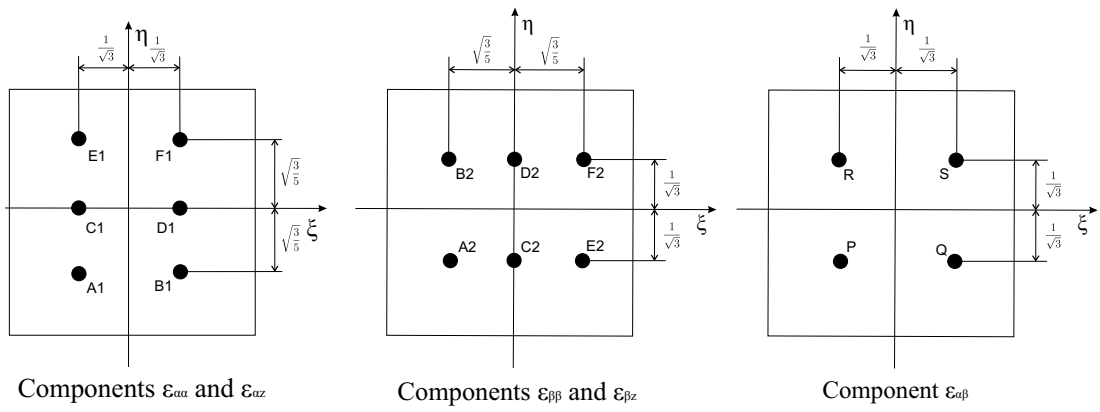 η
1/√3 1/√3
E1 F1
√3/5
C1 D1
ξ
√3/5
A1 B1
Components εαα and εαz
η
√3/5 √3/5
B2 D2 F2
1/√3
ξ
A2 C2 E2
1/√3
Components εββ and εβz
η
1/√3 1/√3
R S
1/√3
ξ
P Q
1/√3
Component εαβ